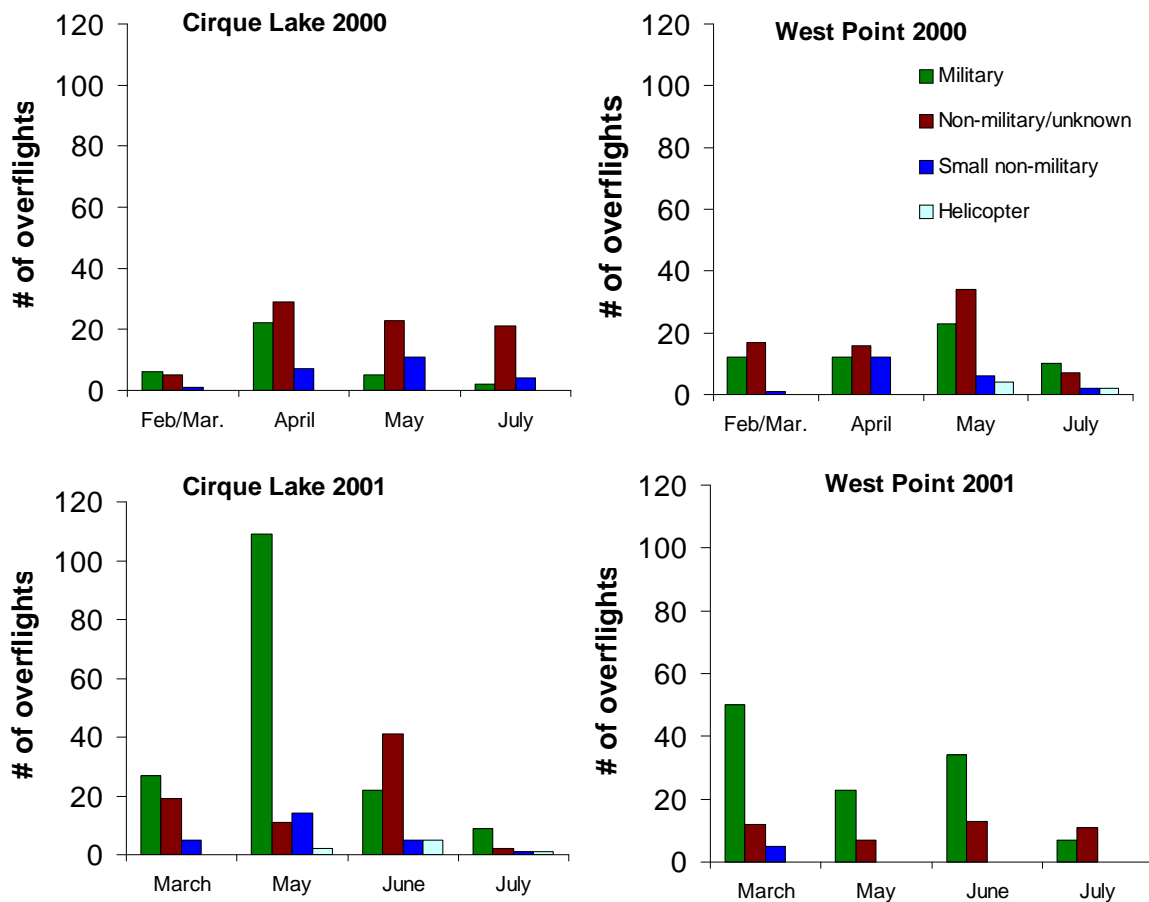 Cirque Lake 2000
# of overflights
120
100
80
60
40
20
0
Feb/Mar.
April
May
July
West Point 2000
# of overflights
120
100
80
60
40
20
0
Military
Non-military/unknown
Small non-military
Helicopter
Feb/Mar.
April
May
July
Cirque Lake 2001
# of overflights
120
100
80
60
40
20
0
March
May
June
July
West Point 2001
# of overflights
120
100
80
60
40
20
0
March
May
June
July